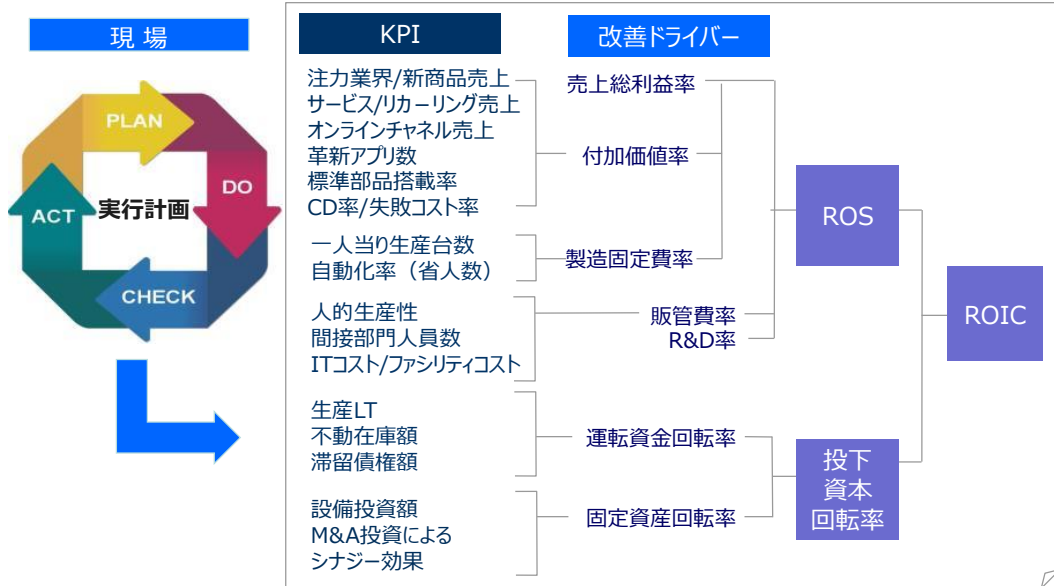 現 場
PLAN
DO
CHECK
ACT
実行計画
KPI
注力業界/新商品売上
サービス/リカーリング売上
オンラインチャネル売上
革新アプリ数
標準部品搭載率
CD率/失敗コスト率
一人当り生産台数
自動化率（省人数）
人的生産性
間接部門人員数
ITコスト/ファシリティコスト
生産LT
不動在庫額
滞留債権額
設備投資額
M&A投資による
シナジー効果
改善ドライバー
売上総利益率
付加価値率
製造固定費率
販管費率
R&D率
運転資金回転率
固定資産回転率
ROS
投下
資本
回転率
ROIC